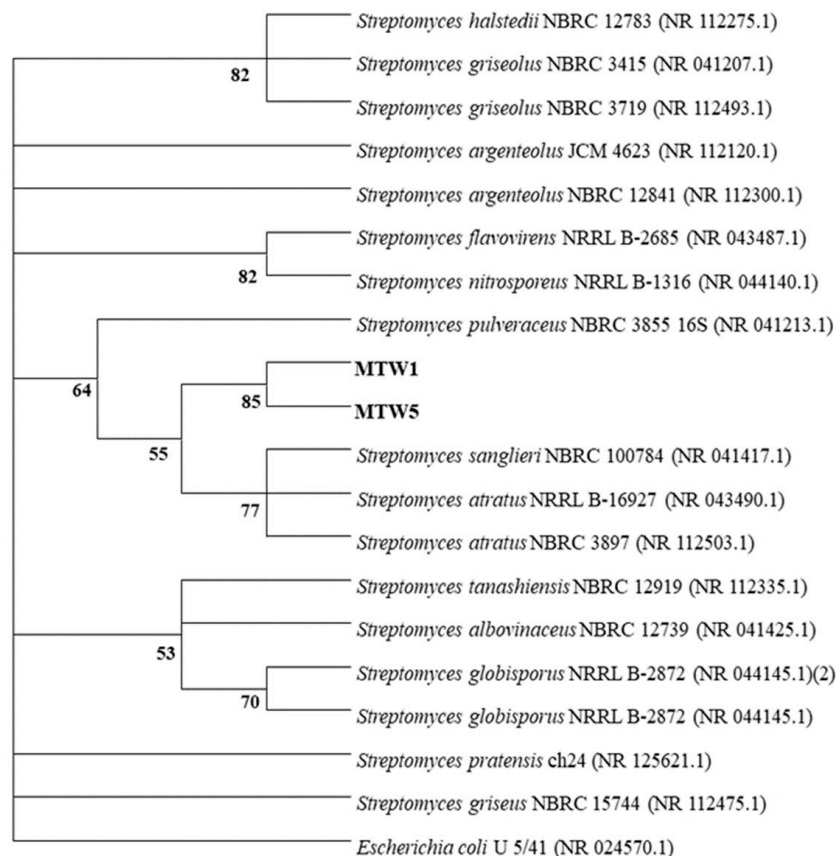 Streptomyces halstedii NBRC 12783 (NR 112275.1)
Streptomyces griseolus NBRC 3415 (NR 041207.1)
82
Streptomyces griseolus NBRC 3719 (NR 112493.1)
Streptomyces argenteolus JCM 4623 (NR 112120.1)
Streptomyces argenteolus NBRC 12841 (NR 112300.1)
Streptomyces flavovirens NRRL B-2685 (NR 043487.1)
82
Streptomyces nitrosporeus NRRL B-1316 (NR 044140.1)
Streptomyces pulveraceus NBRC 3855 16S (NR 041213.1)
MTW1
64
85
MTW5
55
Streptomyces sanglieri NBRC 100784 (NR 041417.1)
Streptomyces atratus NRRL B-16927 (NR 043490.1)
77
Streptomyces atratus NBRC 3897 (NR 112503.1)
Streptomyces tanashiensis NBRC 12919 (NR 112335.1)
Streptomyces albovinaceus NBRC 12739 (NR 041425.1)
53
Streptomyces globisporus NRRL B-2872 (NR 044145.1)(2)
70
Streptomyces globisporus NRRL B-2872 (NR 044145.1)
Streptomyces pratensis ch24 (NR 125621.1)
Streptomyces griseus NBRC 15744 (NR 112475.1)
Escherichia coli U 5/41 (NR 024570.1)